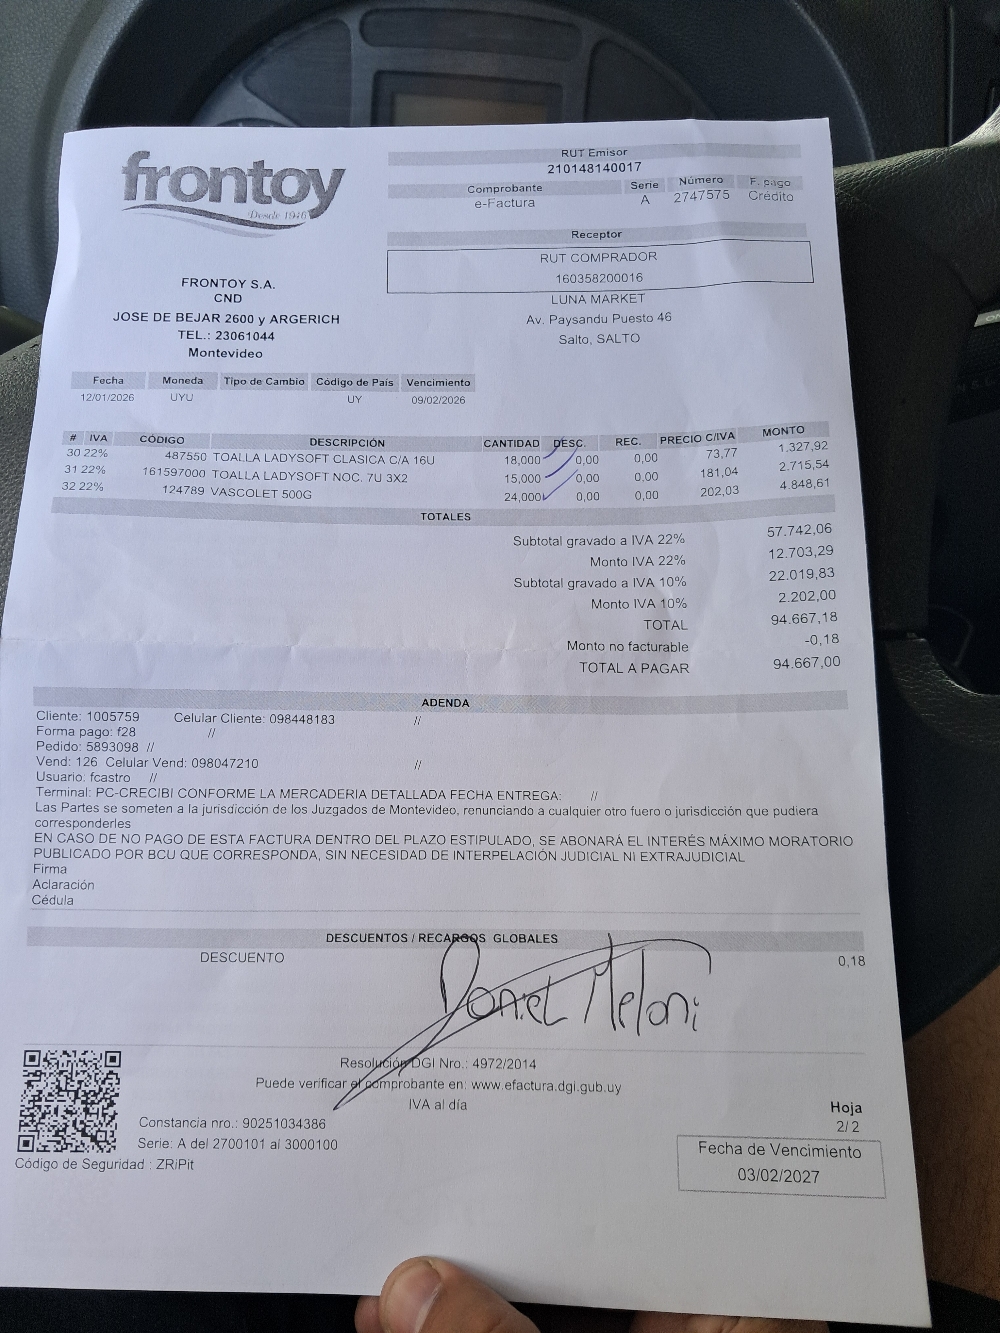 frontoy
Desde 1946
RUT Emisor
210148140017
Comprobante Serie Número F. pago
e-Factura A 2747575 Crédito
Receptor
RUT COMPRADOR
160358200016
LUNA MARKET
Av. Paysandu Puesto 46
Salto, SALTO
FRONTOY S.A.
CND
JOSE DE BEJAR 2600 y ARGERICH
TEL.: 23061044
Montevideo
Fecha Moneda Tipo de Cambio Código de País Vencimiento
12/01/2026 UYU UY 09/02/2026
# IVA CÓDIGO DESCRIPCIÓN CANTIDAD DESC. REC. PRECIO C/IVA MONTO
30 22% 487550 TOALLA LADYSOFT CLASICA C/A 16U 18,000 0,00 0,00 73,77 1.327,92
31 22% 161597000 TOALLA LADYSOFT NOC. 7U 3X2 15,000 0,00 0,00 181,04 2.715,54
32 22% 124789 VASCOLET 500G 24,000 0,00 0,00 202,03 4.848,61
TOTALES
Subtotal gravado a IVA 22% 57.742,06
Monto IVA 22% 12.703,29
Subtotal gravado a IVA 10% 22.019,83
Monto IVA 10% 2.202,00
TOTAL 94.667,18
Monto no facturable -0,18
TOTAL A PAGAR 94.667,00
ADENDA
Cliente: 1005759 Celular Cliente: 098448183 //
Forma pago: f28 //
Pedido: 5893098 //
Vend: 126 Celular Vend: 098047210 //
Usuario: fcastro //
Terminal: PC-CRECIBI CONFORME LA MERCADERIA DETALLADA FECHA ENTREGA: //
Las Partes se someten a la jurisdicción de los Juzgados de Montevideo, renunciando a cualquier otro fuero o jurisdicción que pudiera
corresponderles
EN CASO DE NO PAGO DE ESTA FACTURA DENTRO DEL PLAZO ESTIPULADO, SE ABONARÁ EL INTERÉS MÁXIMO MORATORIO
PUBLICADO POR BCU QUE CORRESPONDA, SIN NECESIDAD DE INTERPELACIÓN JUDICIAL NI EXTRAJUDICIAL
Firma
Aclaración
Cédula
DESCUENTOS / RECARGOS GLOBALES
DESCUENTO 0,18
Daniel Meloni
Resolución DGI Nro.: 4972/2014
Puede verificar el comprobante en: www.efactura.dgi.gub.uy
IVA al día
Constancia nro.: 90251034386
Serie: A del 2700101 al 3000100
Código de Seguridad : ZRiPit
Hoja
2/ 2
Fecha de Vencimiento
03/02/2027